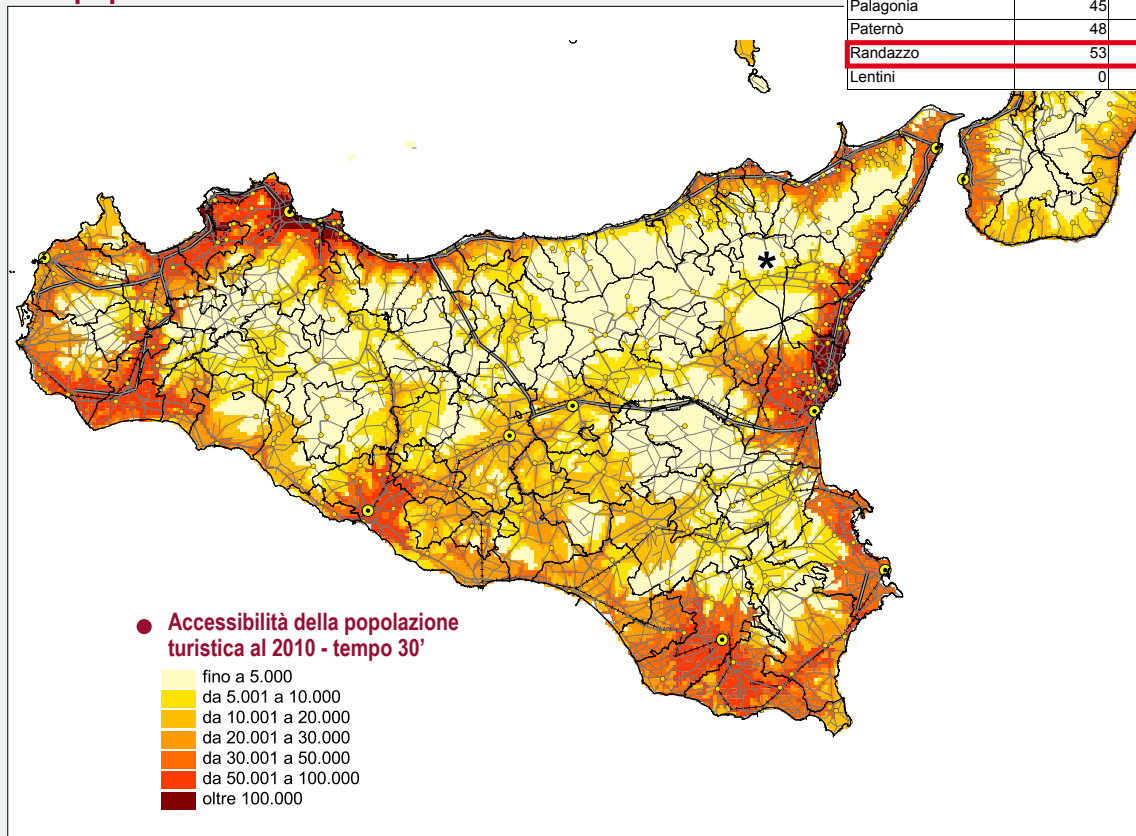 Palagonia 45
Paternò 48
Randazzo 53
Lentini 0
*
Accessibilità della popolazione
turistica al 2010 - tempo 30’
fino a 5.000
da 5.001 a 10.000
da 10.001 a 20.000
da 20.001 a 30.000
da 30.001 a 50.000
da 50.001 a 100.000
oltre 100.000